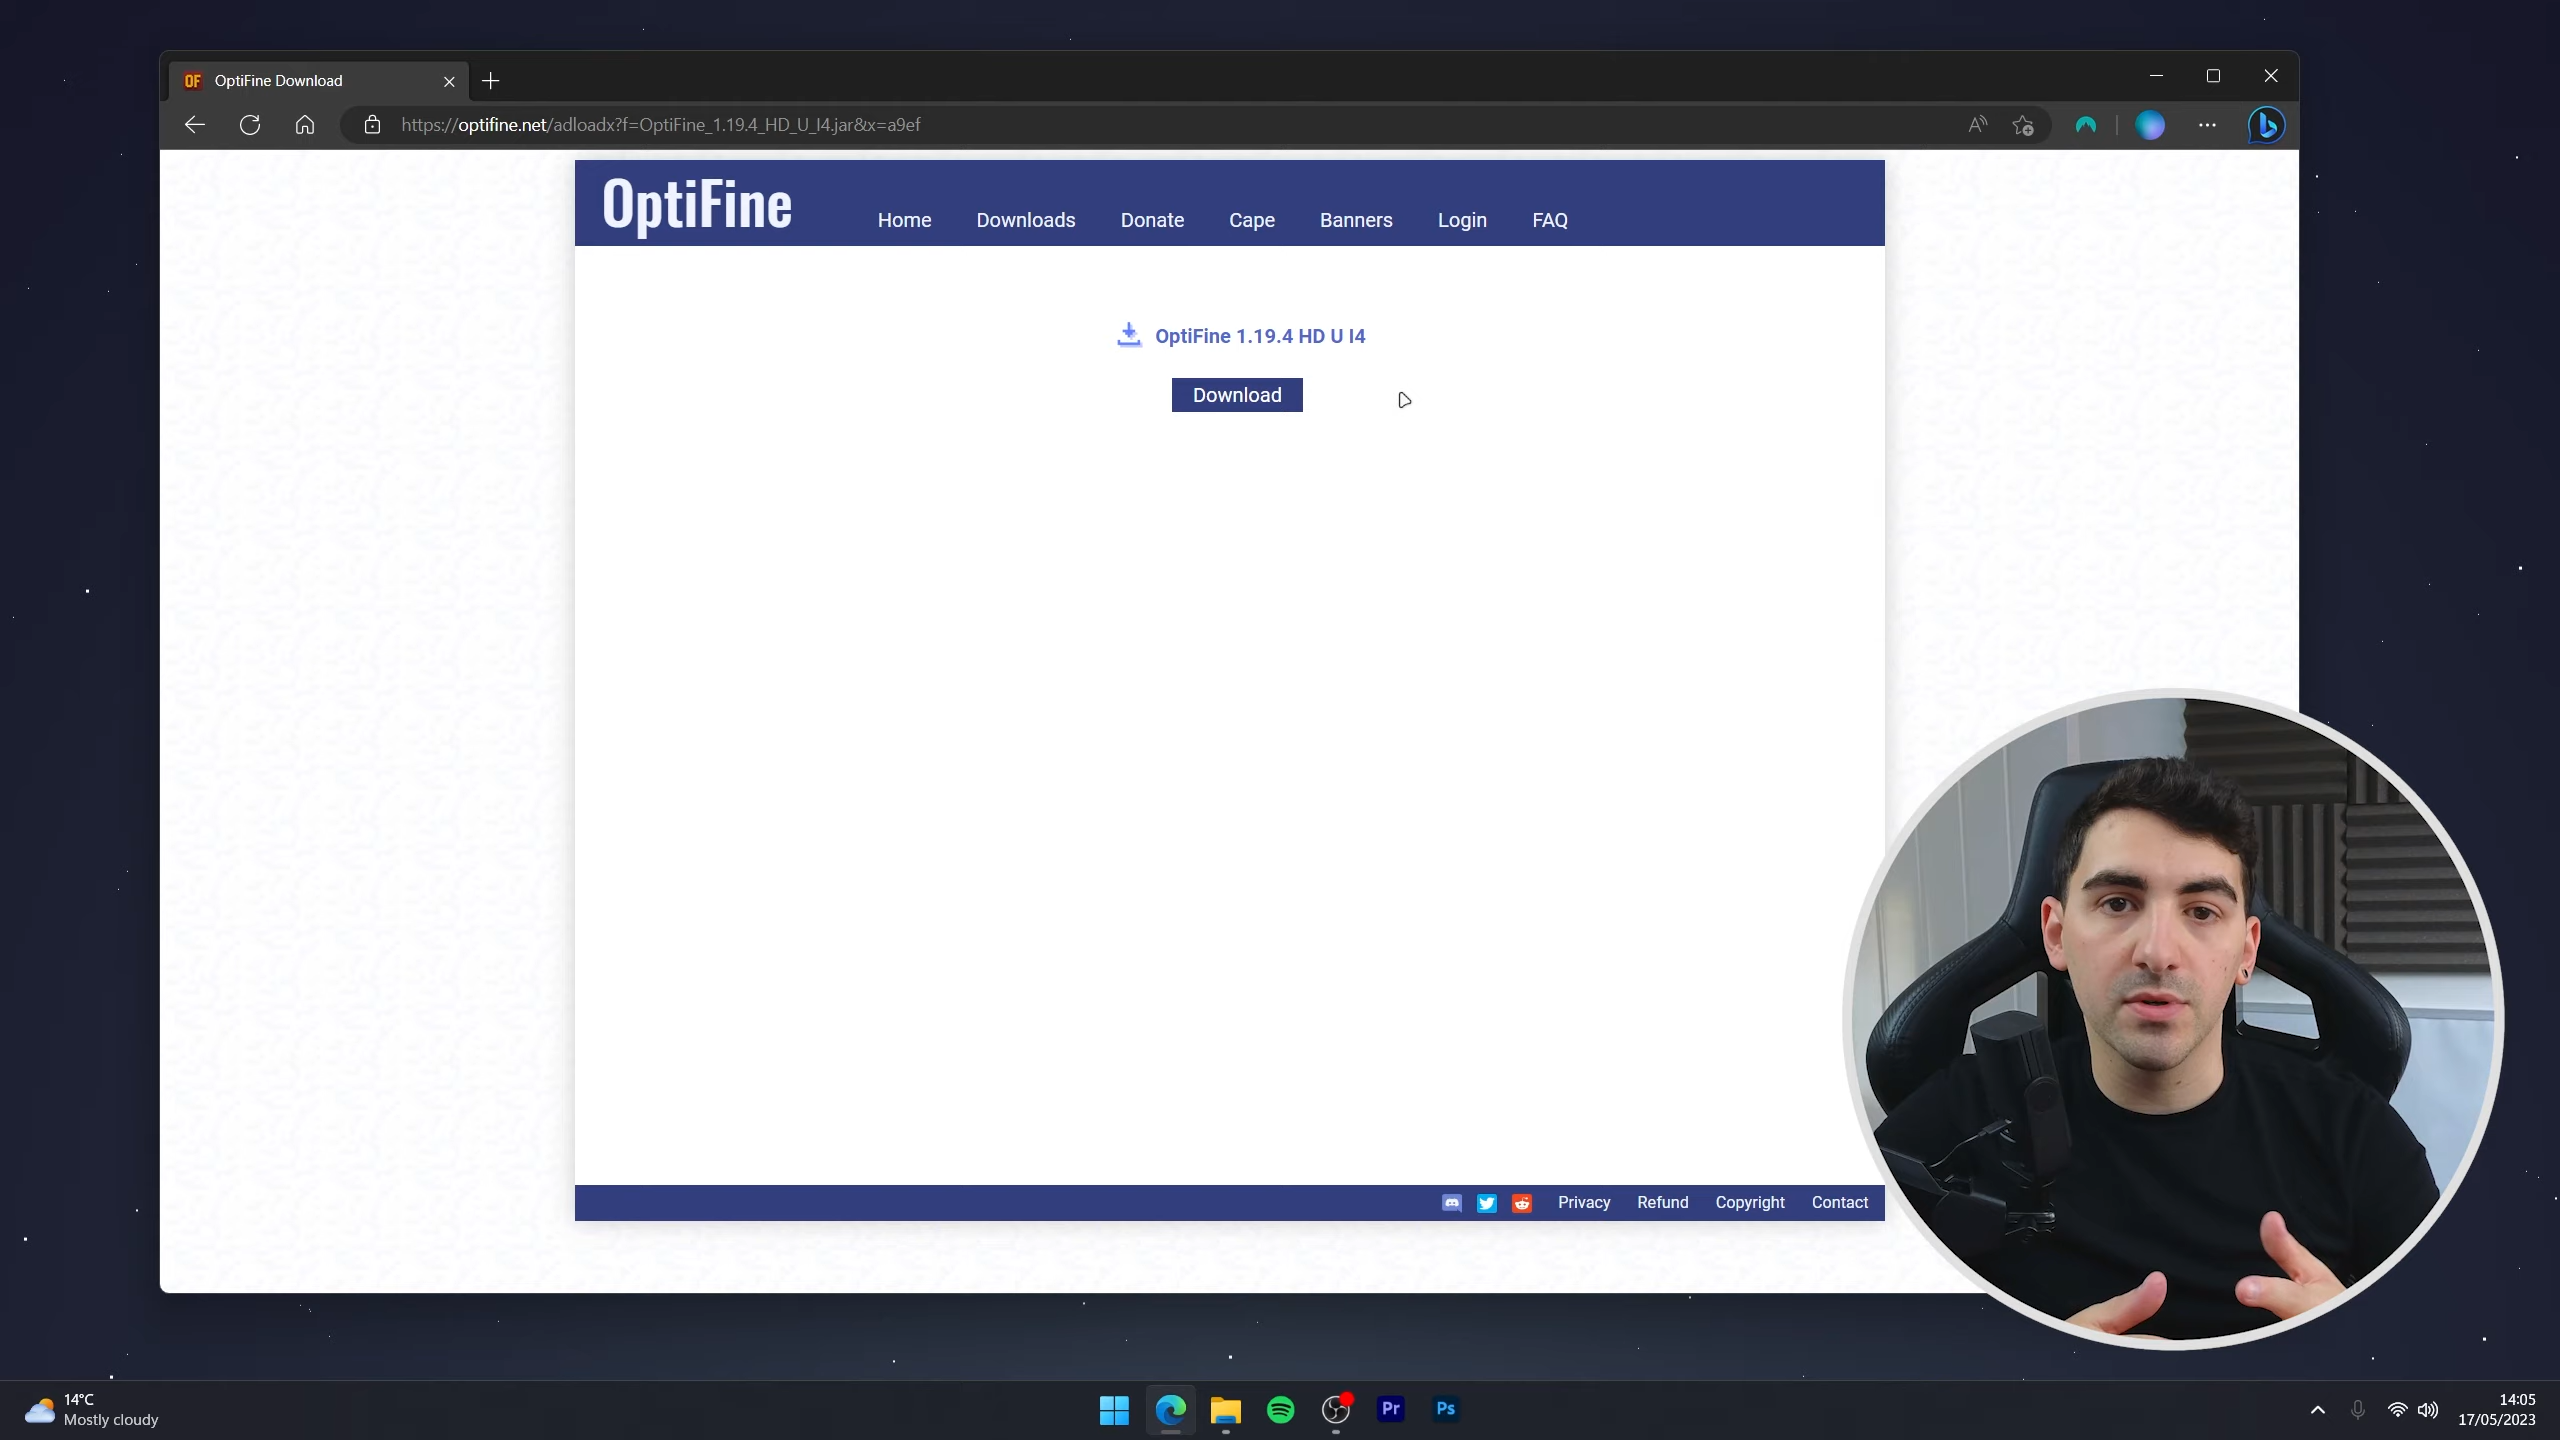 OF OptiFine Download
https://optifine.net/adloadx?f=OptiFine_1.19.4_HD_U_I4.jar&x=a9ef
OptiFine
Home Downloads Donate Cape Banners Login FAQ
OptiFine 1.19.4 HD U I4
Download
Privacy Refund Copyright Contact
14°C
Mostly cloudy
Pr
Ps
14:05
17/05/2023